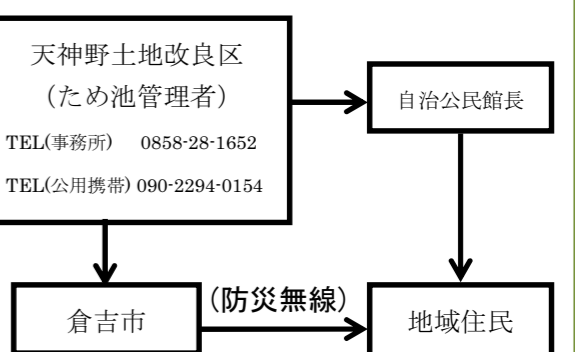 天神野土地改良区
（ため池管理者）
TEL(事務所)　0858-28-1652
TEL(公用携帯) 090-2294-0154
自治公民館長
倉吉市
（防災無線）
地域住民